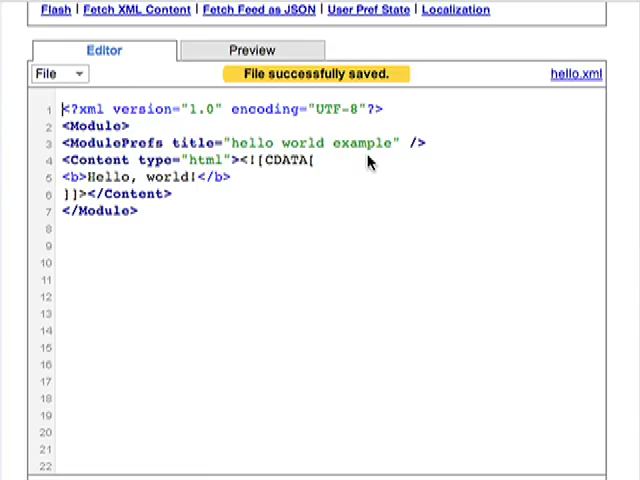 Flash | Fetch XML Content | Fetch Feed as JSON | User Pref State | Localization
Editor Preview
File File successfully saved. hello.xml
1 <?xml version="1.0" encoding="UTF-8"?>
2 <Module>
3 <ModulePrefs title="hello world example" />
4 <Content type="html"><![CDATA[
5 <b>Hello, world!</b>
6 ]]></Content>
7 </Module>
8
9
10
11
12
13
14
15
16
17
18
19
20
21
22